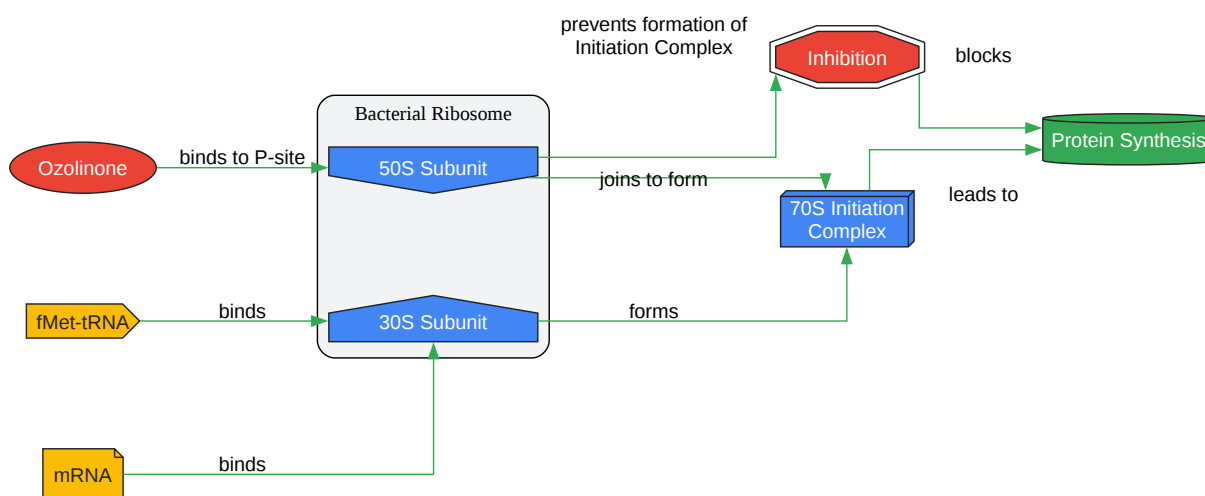 prevents formation of
Initiation Complex
Inhibition
blocks
Bacterial Ribosome
Protein Synthesis
Ozolinone
binds to P-site
50S Subunit
joins to form
70S Initiation
Complex
leads to
fMet-tRNA
binds
30S Subunit
forms
mRNA
binds